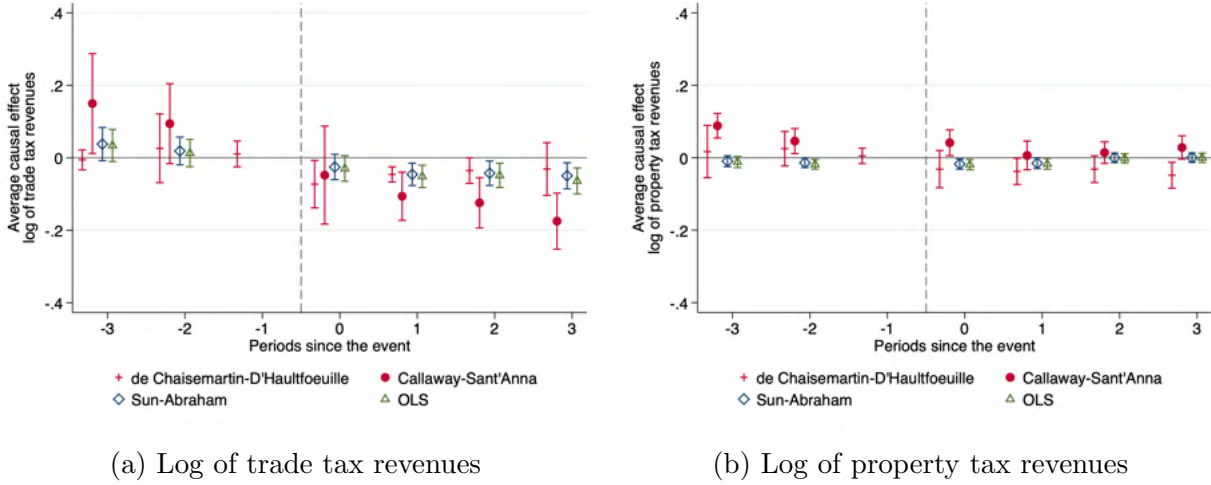 .4
.2
0
-.2
-.4
Average causal effect
log of trade tax revenues
-3
-2
-1
0
1
2
3
Periods since the event
de Chaisemartin-D'Haultfoeuille
Callaway-Sant'Anna
Sun-Abraham
OLS
(a) Log of trade tax revenues
.4
.2
0
-.2
-.4
Average causal effect
log of property tax revenues
-3
-2
-1
0
1
2
3
Periods since the event
de Chaisemartin-D'Haultfoeuille
Callaway-Sant'Anna
Sun-Abraham
OLS
(b) Log of property tax revenues